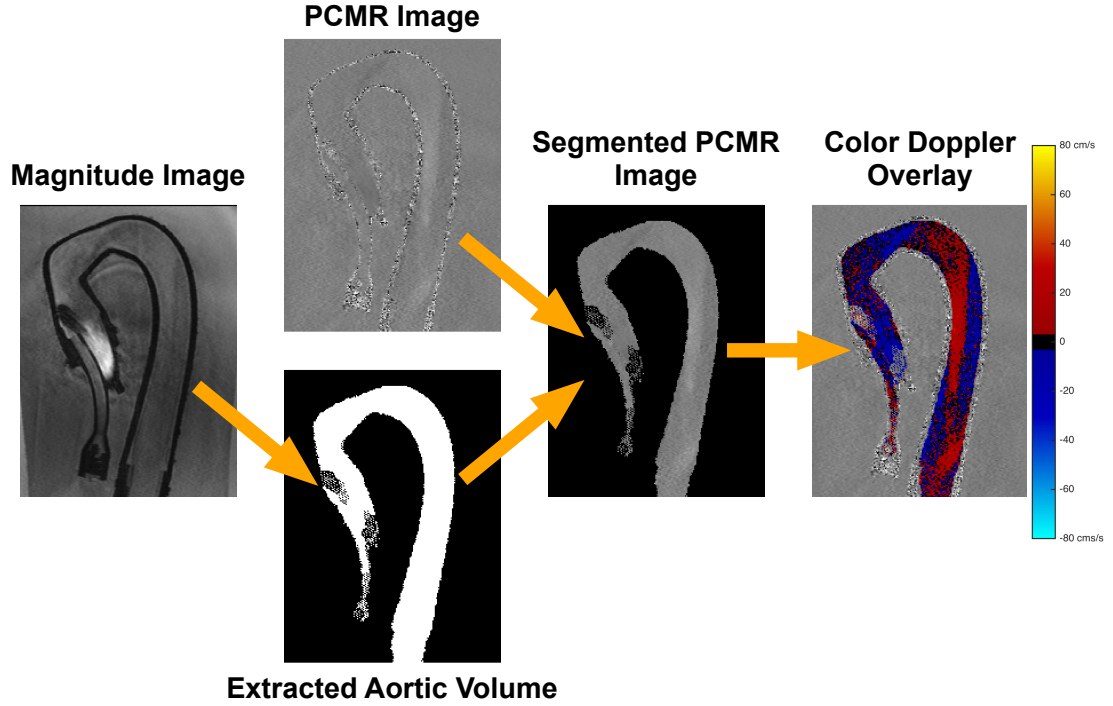 PCMR Image
Magnitude Image
Segmented PCMR
Image
Color Doppler
Overlay
80 cm/s
60
40
20
0
-20
-40
-60
-80 cms/s
Extracted Aortic Volume